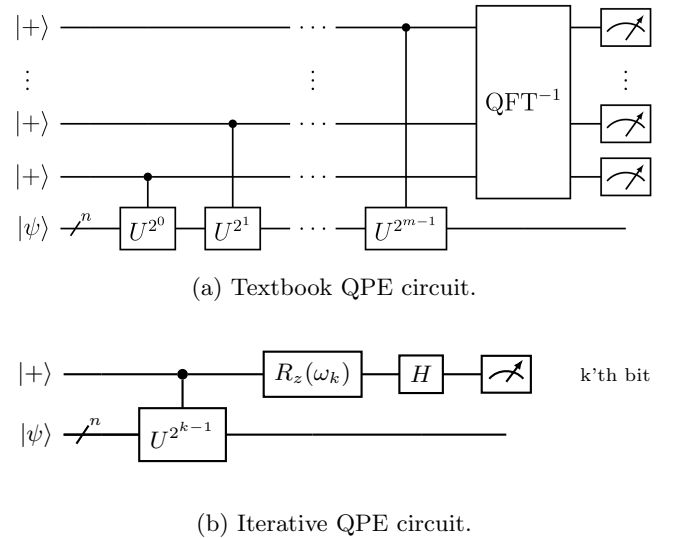 |+⟩ ⋯
⋮ ⋮ ⋮
QFT⁻¹
|+⟩ ⋯
|+⟩ ⋯
|ψ⟩ n U^{2^0} U^{2^1} ⋯ U^{2^{m−1}}
(a) Textbook QPE circuit.
|+⟩ R_z(ω_k) H k'th bit
|ψ⟩ n U^{2^{k−1}}
(b) Iterative QPE circuit.